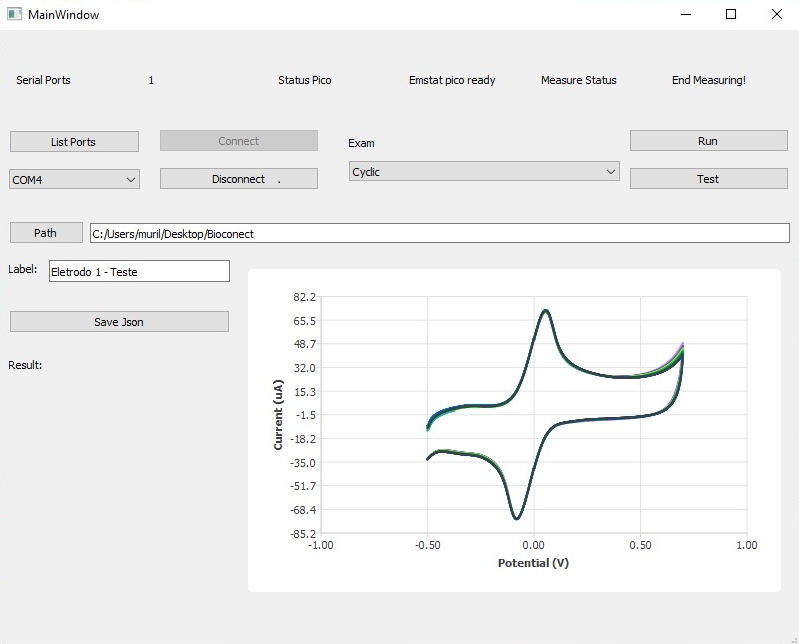 MainWindow
Serial Ports 1 Status Pico Emstat pico ready Measure Status End Measuring!
List Ports Connect Exam Run
COM4 Disconnect . Cyclic Test
Path C:/Users/muril/Desktop/Bioconect
Label: Eletrodo 1 - Teste
Save Json
Result:
82.2
65.5
48.7
32.0
15.3
-1.5
-18.2
-35.0
-51.7
-68.4
-85.2
Current (uA)
-1.00 -0.50 0.00 0.50 1.00
Potential (V)